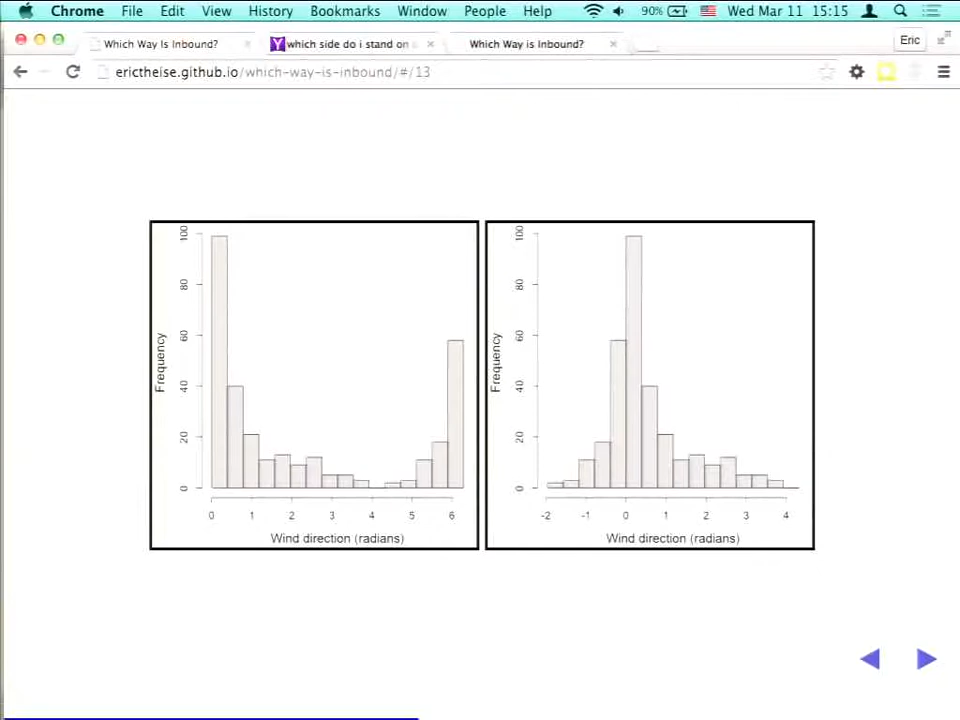 Chrome File Edit View History Bookmarks Window People Help 90% Wed Mar 11 15:15
Which Way Is Inbound? which side do i stand on Which Way is Inbound? Eric
erictheise.github.io/which-way-is-inbound/#/13
Frequency
0 20 40 60 80 100
0 1 2 3 4 5 6
Wind direction (radians)
Frequency
0 20 40 60 80 100
-2 -1 0 1 2 3 4
Wind direction (radians)